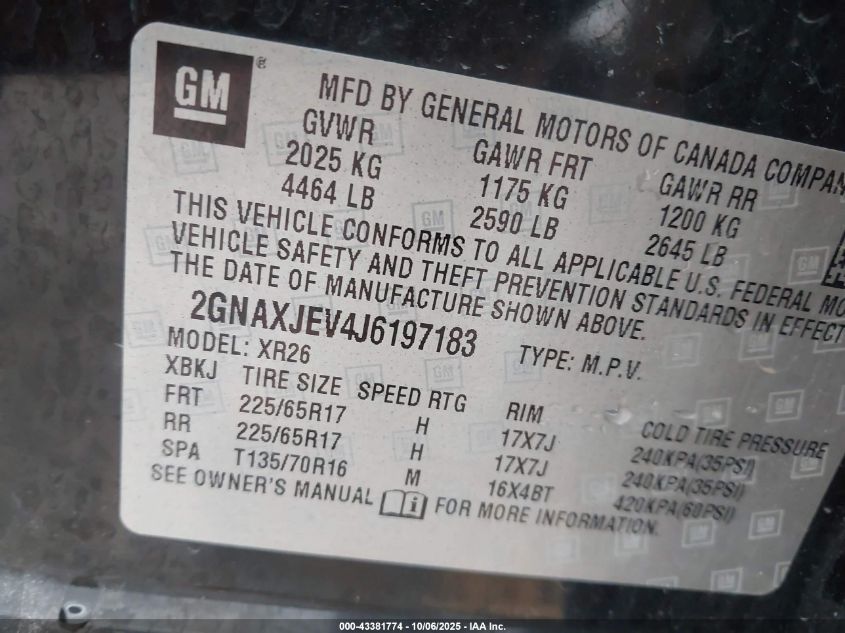 GM ®
MFD BY GENERAL MOTORS OF CANADA COMPAN
GVWR GAWR FRT GAWR RR
2025 KG 1175 KG 1200 KG
4464 LB 2590 LB 2645 LB
THIS VEHICLE CONFORMS TO ALL APPLICABLE U.S. FEDERAL MO
VEHICLE SAFETY AND THEFT PREVENTION STANDARDS IN EFFECT
THE DATE OF MANUFACTURE SHOWN ABOVE.
2GNAXJEV4J6197183 TYPE: M.P.V.
MODEL: XR26
XBKJ TIRE SIZE SPEED RTG RIM COLD TIRE PRESSURE
FRT 225/65R17 H 17X7J 240KPA(35PSI)
RR 225/65R17 H 17X7J 240KPA(35PSI)
SPA T135/70R16 M 16X4BT 420KPA(60PSI)
SEE OWNER'S MANUAL i FOR MORE INFORMATION.
000-43381774 - 10/06/2025 - IAA Inc.